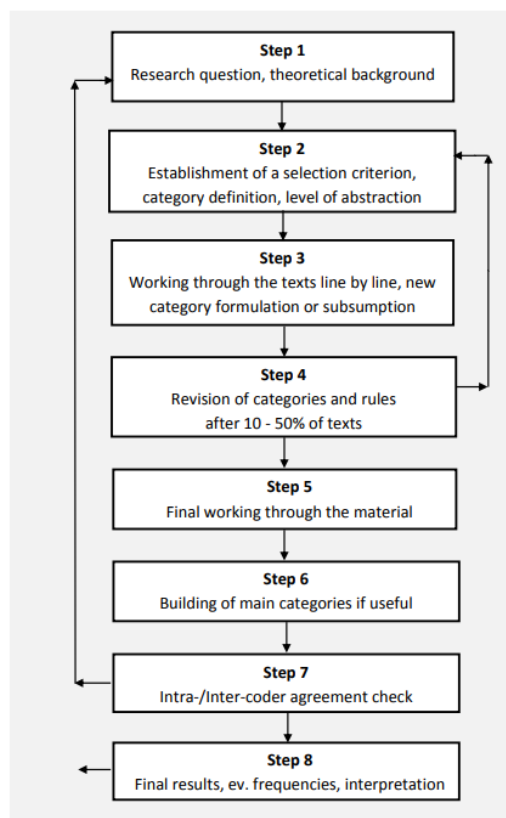 Step 1
Research question, theoretical background
Step 2
Establishment of a selection criterion,
category definition, level of abstraction
Step 3
Working through the texts line by line, new
category formulation or subsumption
Step 4
Revision of categories and rules
after 10 - 50% of texts
Step 5
Final working through the material
Step 6
Building of main categories if useful
Step 7
Intra-/Inter-coder agreement check
Step 8
Final results, ev. frequencies, interpretation